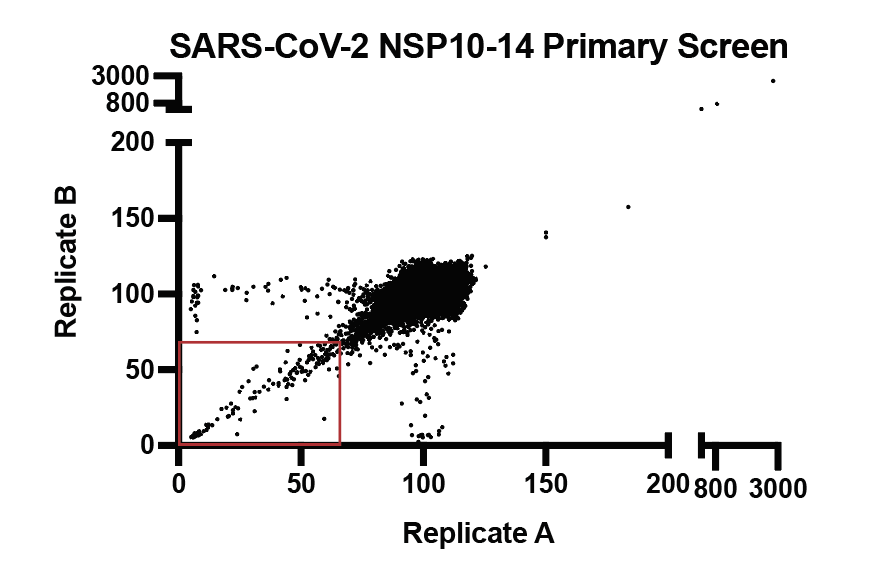 SARS-CoV-2 NSP10-14 Primary Screen
3000
800
200
150
100
50
0
Replicate B
0 50 100 150 200 800 3000
Replicate A